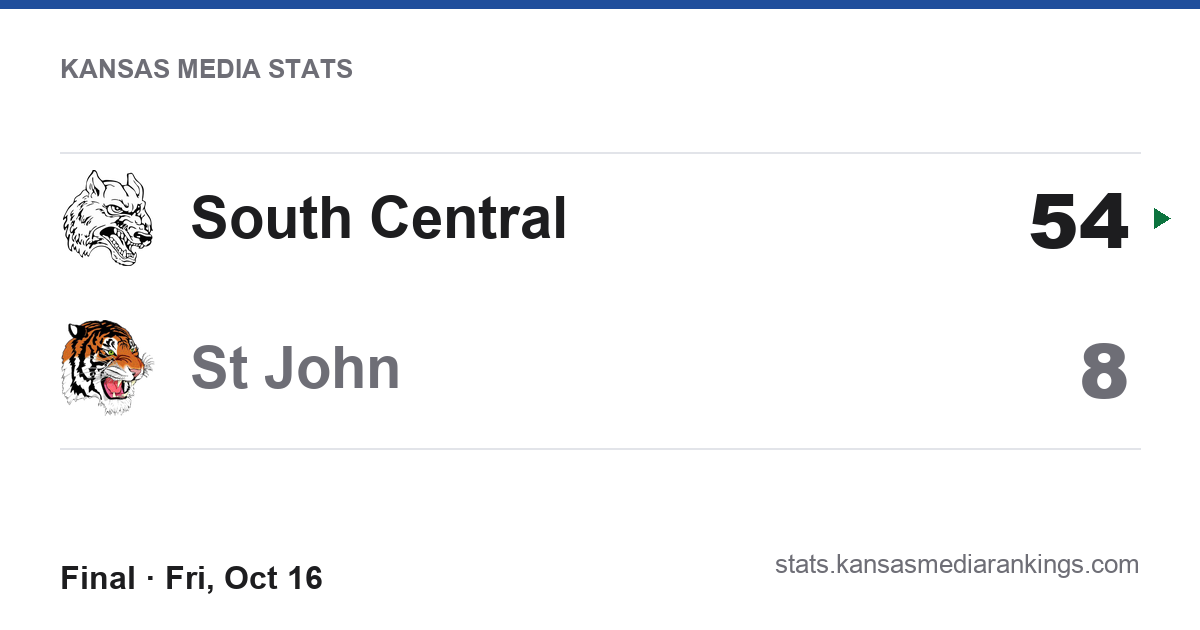 KANSAS MEDIA STATS
South Central 54
St John 8
Final · Fri, Oct 16
stats.kansasmediarankings.com